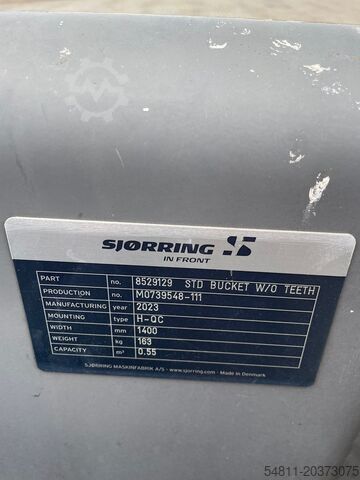 SJØRRING
IN FRONT
PART no. 8529129 STD BUCKET W/O TEETH
PRODUCTION no. M0739548-111
MANUFACTURING year 2023
MOUNTING type H-QC
WIDTH mm 1400
WEIGHT kg 163
CAPACITY m³ 0.55
SJØRRING MASKINFABRIK A/S - www.sjorring.com - Made in Denmark
54811-20373075